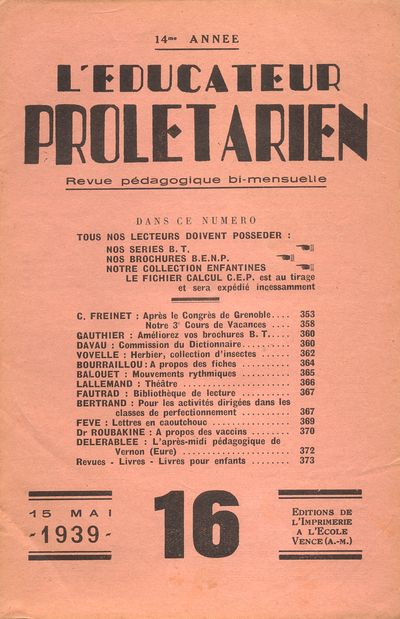 14me ANNEE
L'EDUCATEUR
PROLETARIEN
Revue pédagogique bi-mensuelle
DANS CE NUMERO
TOUS NOS LECTEURS DOIVENT POSSEDER :
NOS SERIES B. T.
NOS BROCHURES B.E.N.P.
NOTRE COLLECTION ENFANTINES
LE FICHIER CALCUL C.E.P. est au tirage
et sera expédié incessamment
C. FREINET : Après le Congrès de Grenoble.... 353
Notre 3e Cours de Vacances .... 358
GAUTHIER : Améliorez vos brochures B. T..... 360
DAVAU : Commission du Dictionnaire.......... 360
VOVELLE : Herbier, collection d'insectes ...... 362
BOURRAILLOU : A propos des fiches .......... 364
BALOUET : Mouvements rythmiques .......... 365
LALLEMAND : Théâtre ...................... 366
FAUTRAD : Bibliothèque de lecture .......... 367
BERTRAND : Pour les activités dirigées dans les
classes de perfectionnement .............. 367
FEVE : Lettres en caoutchouc ................ 369
Dr ROUBAKINE : A propos des vaccins ........ 370
DELERABLEE : L'après-midi pédagogique de
Vernon (Eure) .......................... 372
Revues - Livres - Livres pour enfants ........ 373
15 MAI
-1939-
16
EDITIONS DE
L'IMPRIMERIE
A L'ECOLE
VENCE (A.-M.)